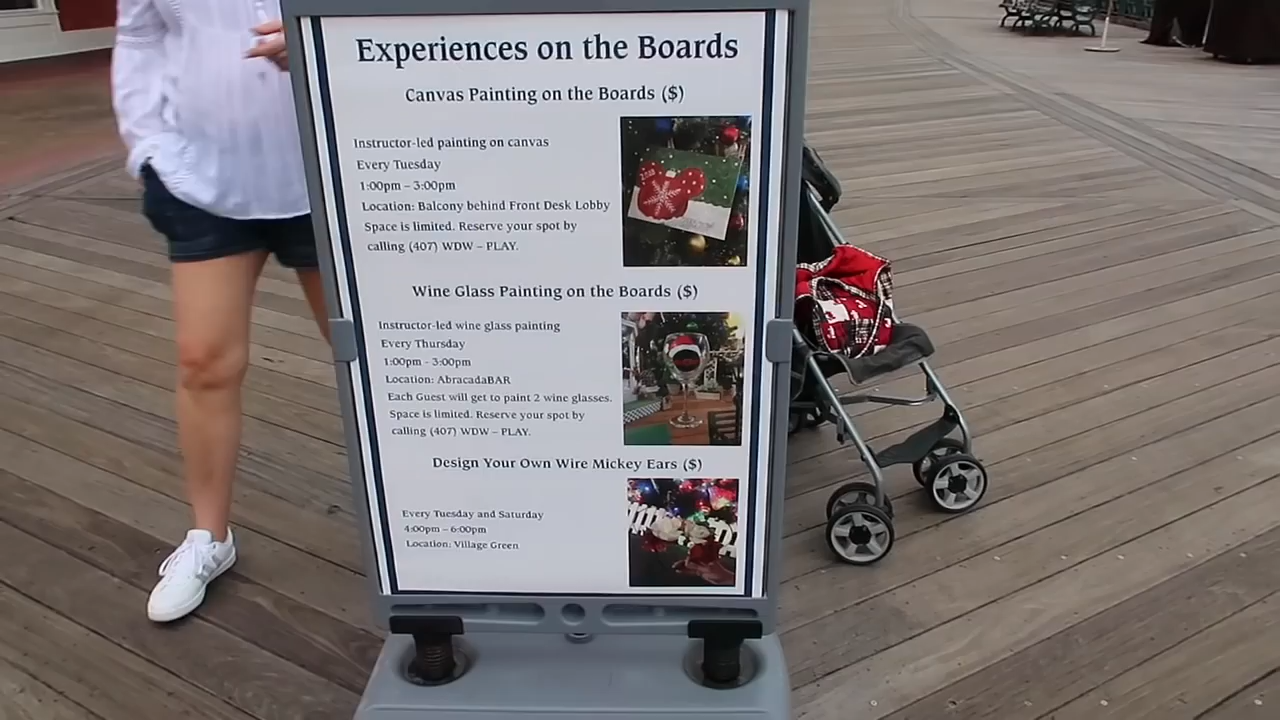 Experiences on the Boards
Canvas Painting on the Boards ($)
Instructor-led painting on canvas
Every Tuesday
1:00pm – 3:00pm
Location: Balcony behind Front Desk Lobby
Space is limited. Reserve your spot by
calling (407) WDW – PLAY.
Wine Glass Painting on the Boards ($)
Instructor-led wine glass painting
Every Thursday
1:00pm - 3:00pm
Location: AbracadaBAR
Each Guest will get to paint 2 wine glasses.
Space is limited. Reserve your spot by
calling (407) WDW – PLAY.
Design Your Own Wire Mickey Ears ($)
Every Tuesday and Saturday
4:00pm – 6:00pm
Location: Village Green